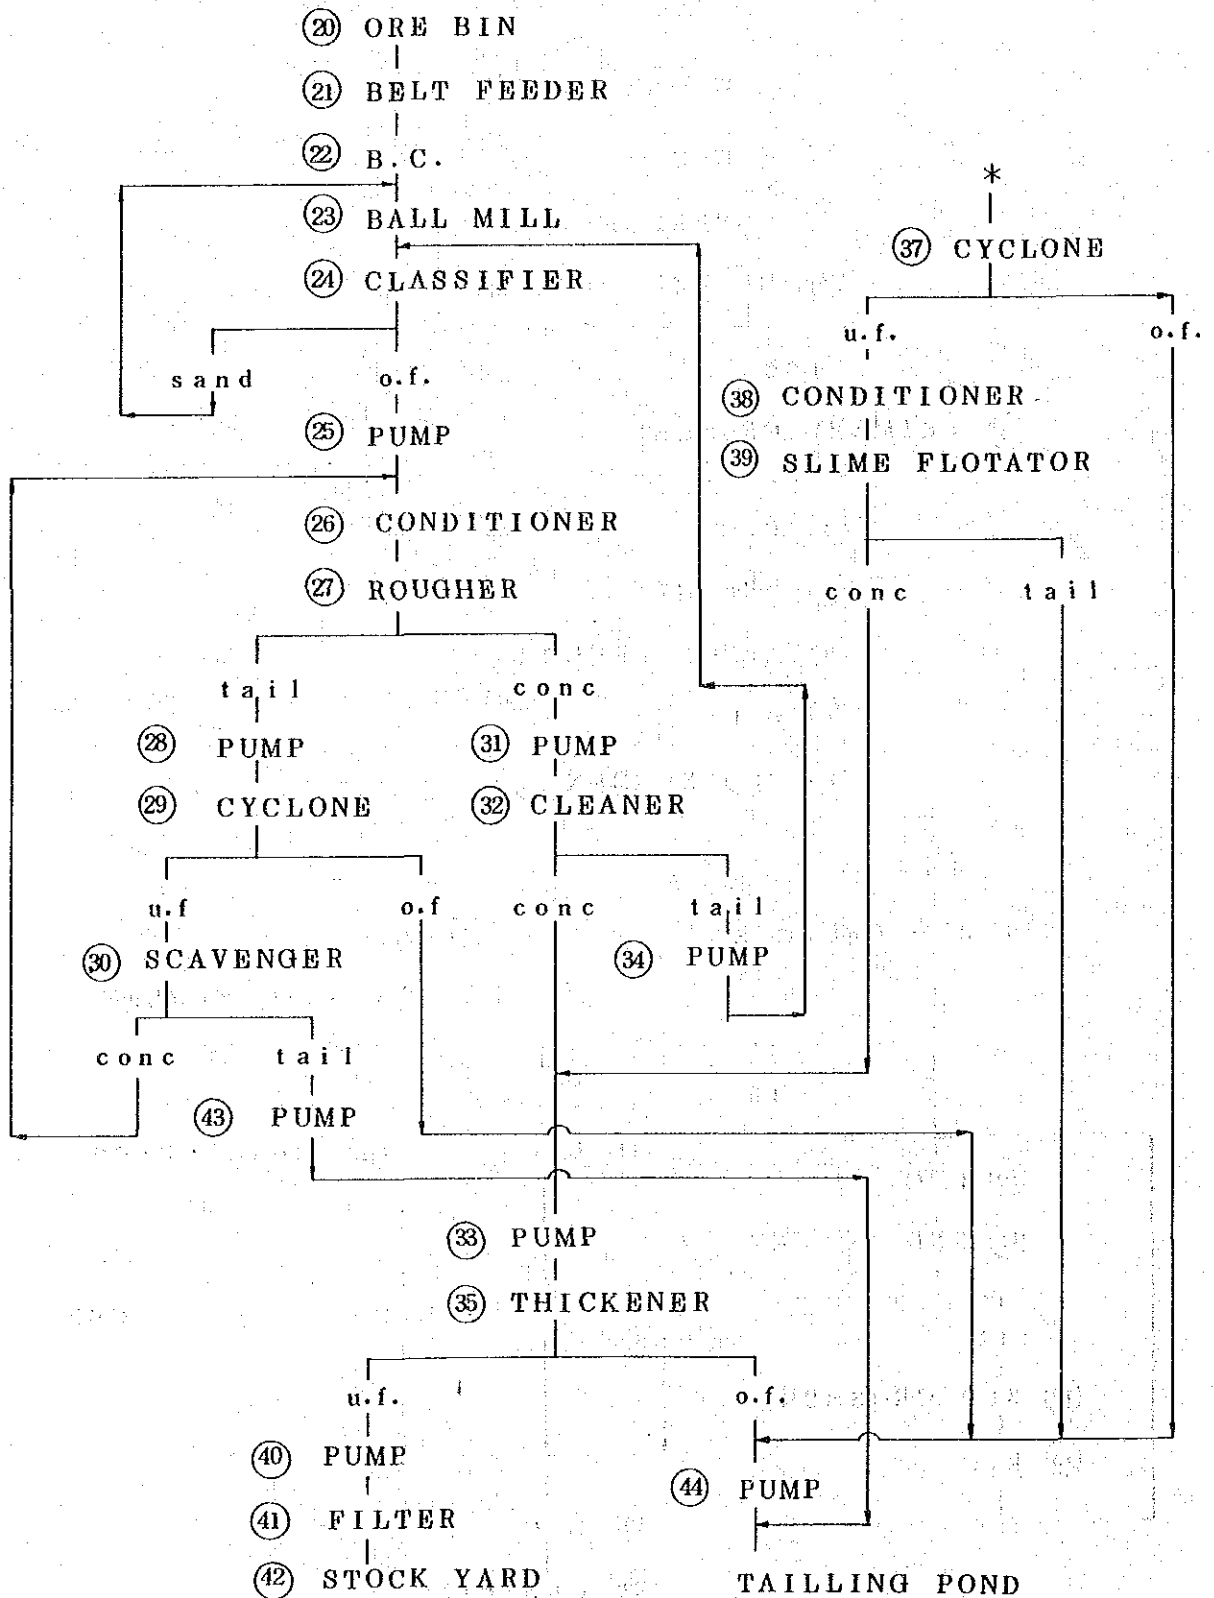 20 ORE BIN
21 BELT FEEDER
22 B.C.
23 BALL MILL
24 CLASSIFIER
sand o.f.
25 PUMP
26 CONDITIONER
27 ROUGHER
tail conc
28 PUMP 31 PUMP
29 CYCLONE 32 CLEANER
u.f o.f conc tail
30 SCAVENGER 34 PUMP
conc tail
43 PUMP
33 PUMP
35 THICKENER
u.f. o.f.
40 PUMP 44 PUMP
41 FILTER
42 STOCK YARD TAILLING POND
*
37 CYCLONE
u.f. o.f.
38 CONDITIONER
39 SLIME FLOTATOR
conc tail